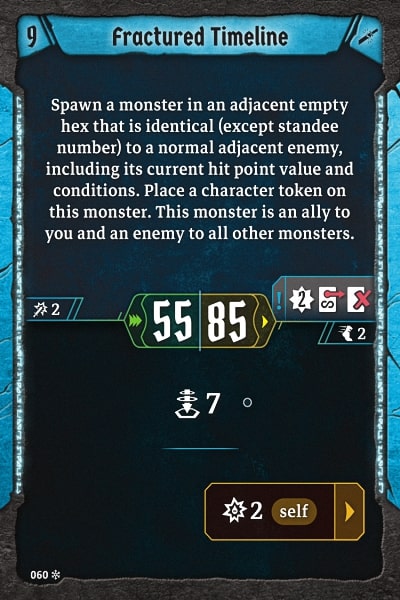 9 Fractured Timeline
Spawn a monster in an adjacent empty
hex that is identical (except standee
number) to a normal adjacent enemy,
including its current hit point value and
conditions. Place a character token on
this monster. This monster is an ally to
you and an enemy to all other monsters.
2 55 85 ! 2
2
7
2 self
060